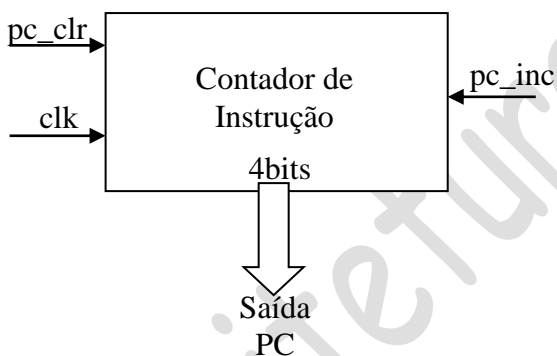 pc_clr
Contador de
Instrução
pc_inc
clk
4bits
Saída
PC